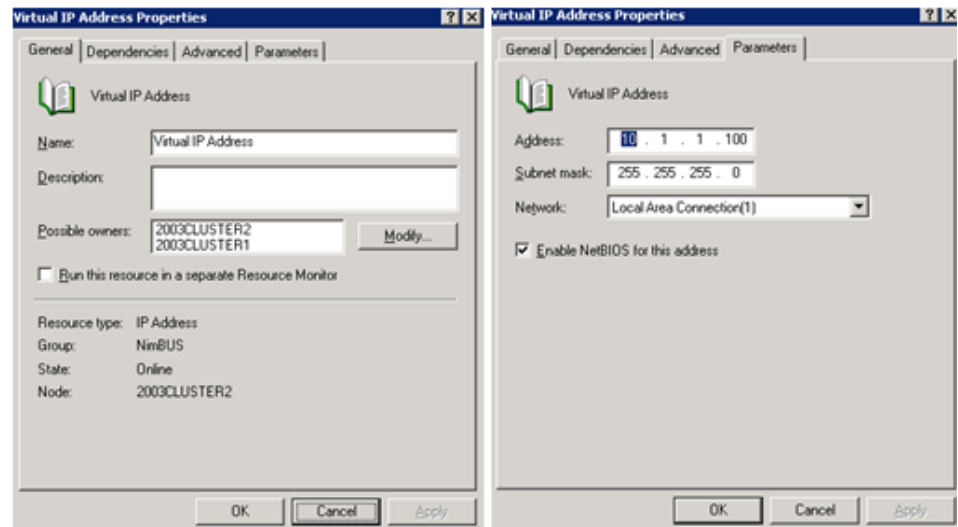 Virtual IP Address Properties
General Dependencies Advanced Parameters
Virtual IP Address
Name: Virtual IP Address
Description:
Possible owners: 2003CLUSTER2
2003CLUSTER1
Modify...
Run this resource in a separate Resource Monitor
Resource type: IP Address
Group: NimBUS
State: Online
Node: 2003CLUSTER2
OK Cancel Apply
Virtual IP Address Properties
General Dependencies Advanced Parameters
Virtual IP Address
Address: 10 . 1 . 1 . 100
Subnet mask: 255 . 255 . 255 . 0
Network: Local Area Connection(1)
Enable NetBIOS for this address
OK Cancel Apply